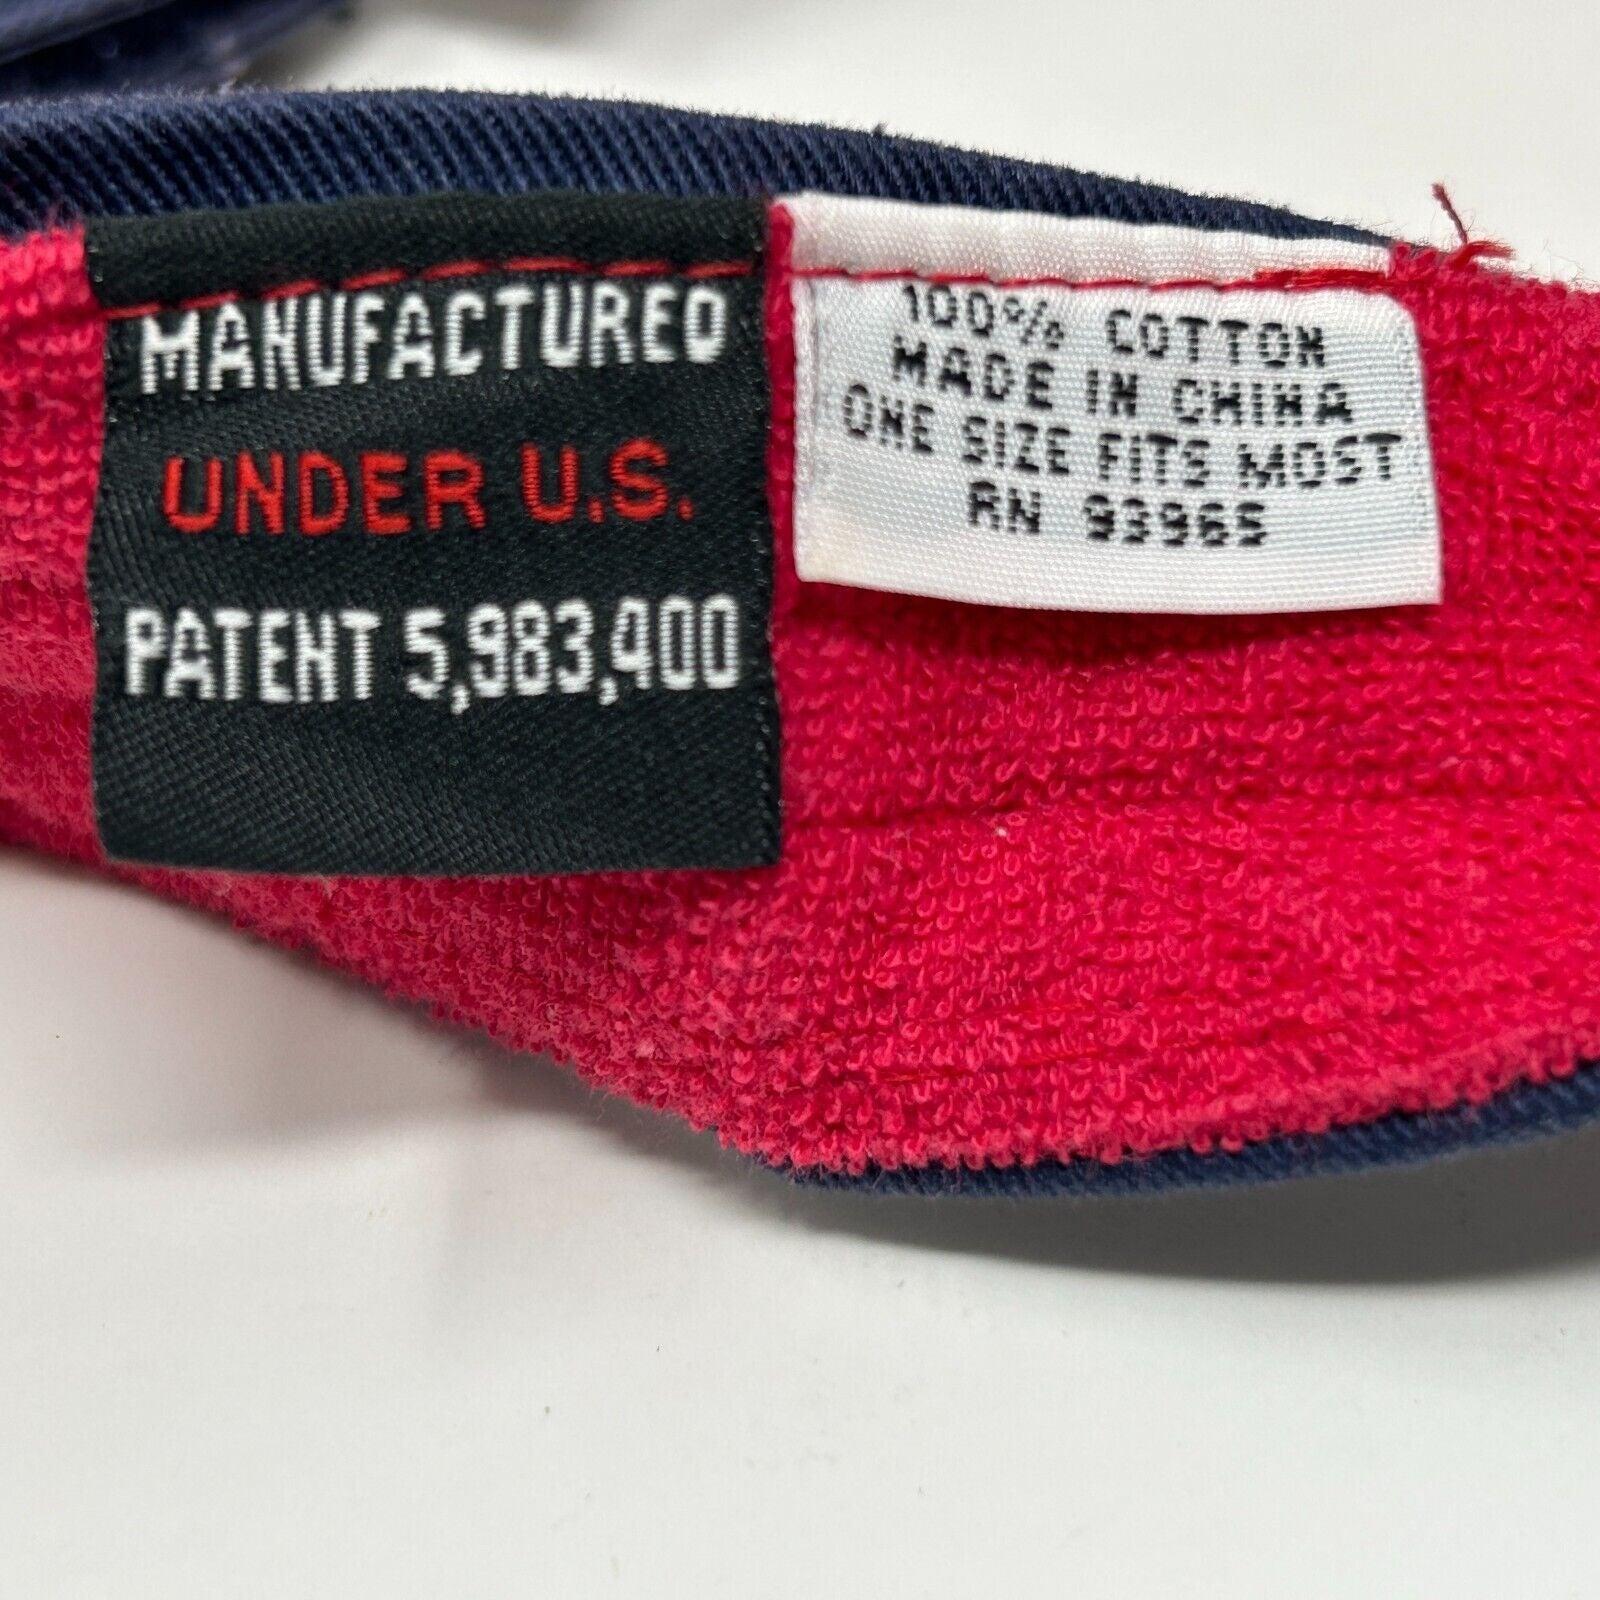 MANUFACTURED
UNDER U.S.
PATENT 5,983,400
100% COTTON
MADE IN CHINA
ONE SIZE FITS MOST
RN 93965